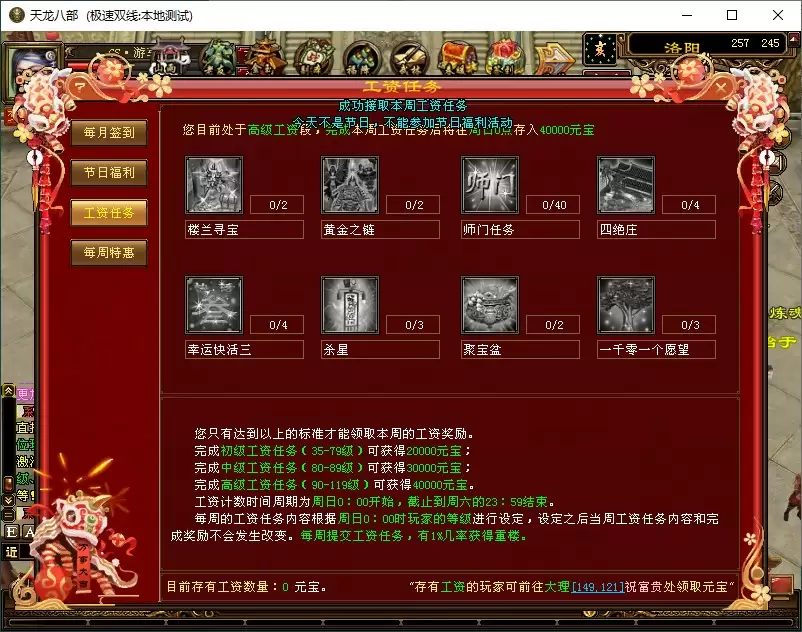 天龙八部 (极速双线:本地测试)
洛阳
257 245
工资任务
成功接取本周工资任务
今天不是节日，不能参加节日福利活动
您目前处于高级工资段，完成本周工资任务后将在周日0点存入40000元宝
每月签到
节日福利
工资任务
每周特惠
0/2
0/2
0/40
0/4
楼兰寻宝
黄金之链
师门任务
四绝庄
0/4
0/3
0/2
0/3
幸运快活三
杀星
聚宝盆
一千零一个愿望
您只有达到以上的标准才能领取本周的工资奖励。
完成初级工资任务（35-79级）可获得20000元宝；
完成中级工资任务（80-89级）可获得30000元宝；
完成高级工资任务（90-119级）可获得40000元宝。
工资计数时间周期为周日0：00开始，截止到周六的23：59结束。
每周的工资任务内容根据周日0：00时玩家的等级进行设定，设定之后当周工资任务内容和完
成奖励不会发生改变。每周提交工资任务，有1%几率获得重楼。
目前存有工资数量：0 元宝。
“存有工资的玩家可前往大理[149,121]祝富贵处领取元宝“